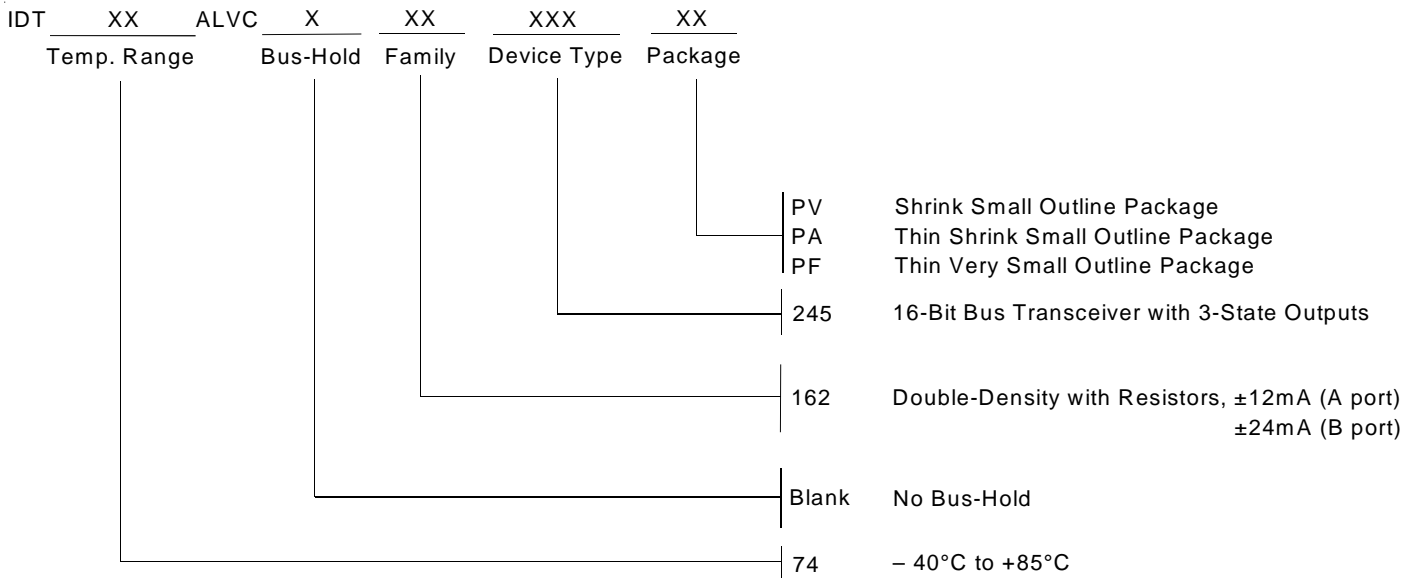 IDT XX ALVC X XX XXX XX
Temp. Range Bus-Hold Family Device Type Package
PV Shrink Small Outline Package
PA Thin Shrink Small Outline Package
PF Thin Very Small Outline Package
245 16-Bit Bus Transceiver with 3-State Outputs
162 Double-Density with Resistors, ±12mA (A port)
±24mA (B port)
Blank No Bus-Hold
74 – 40°C to +85°C